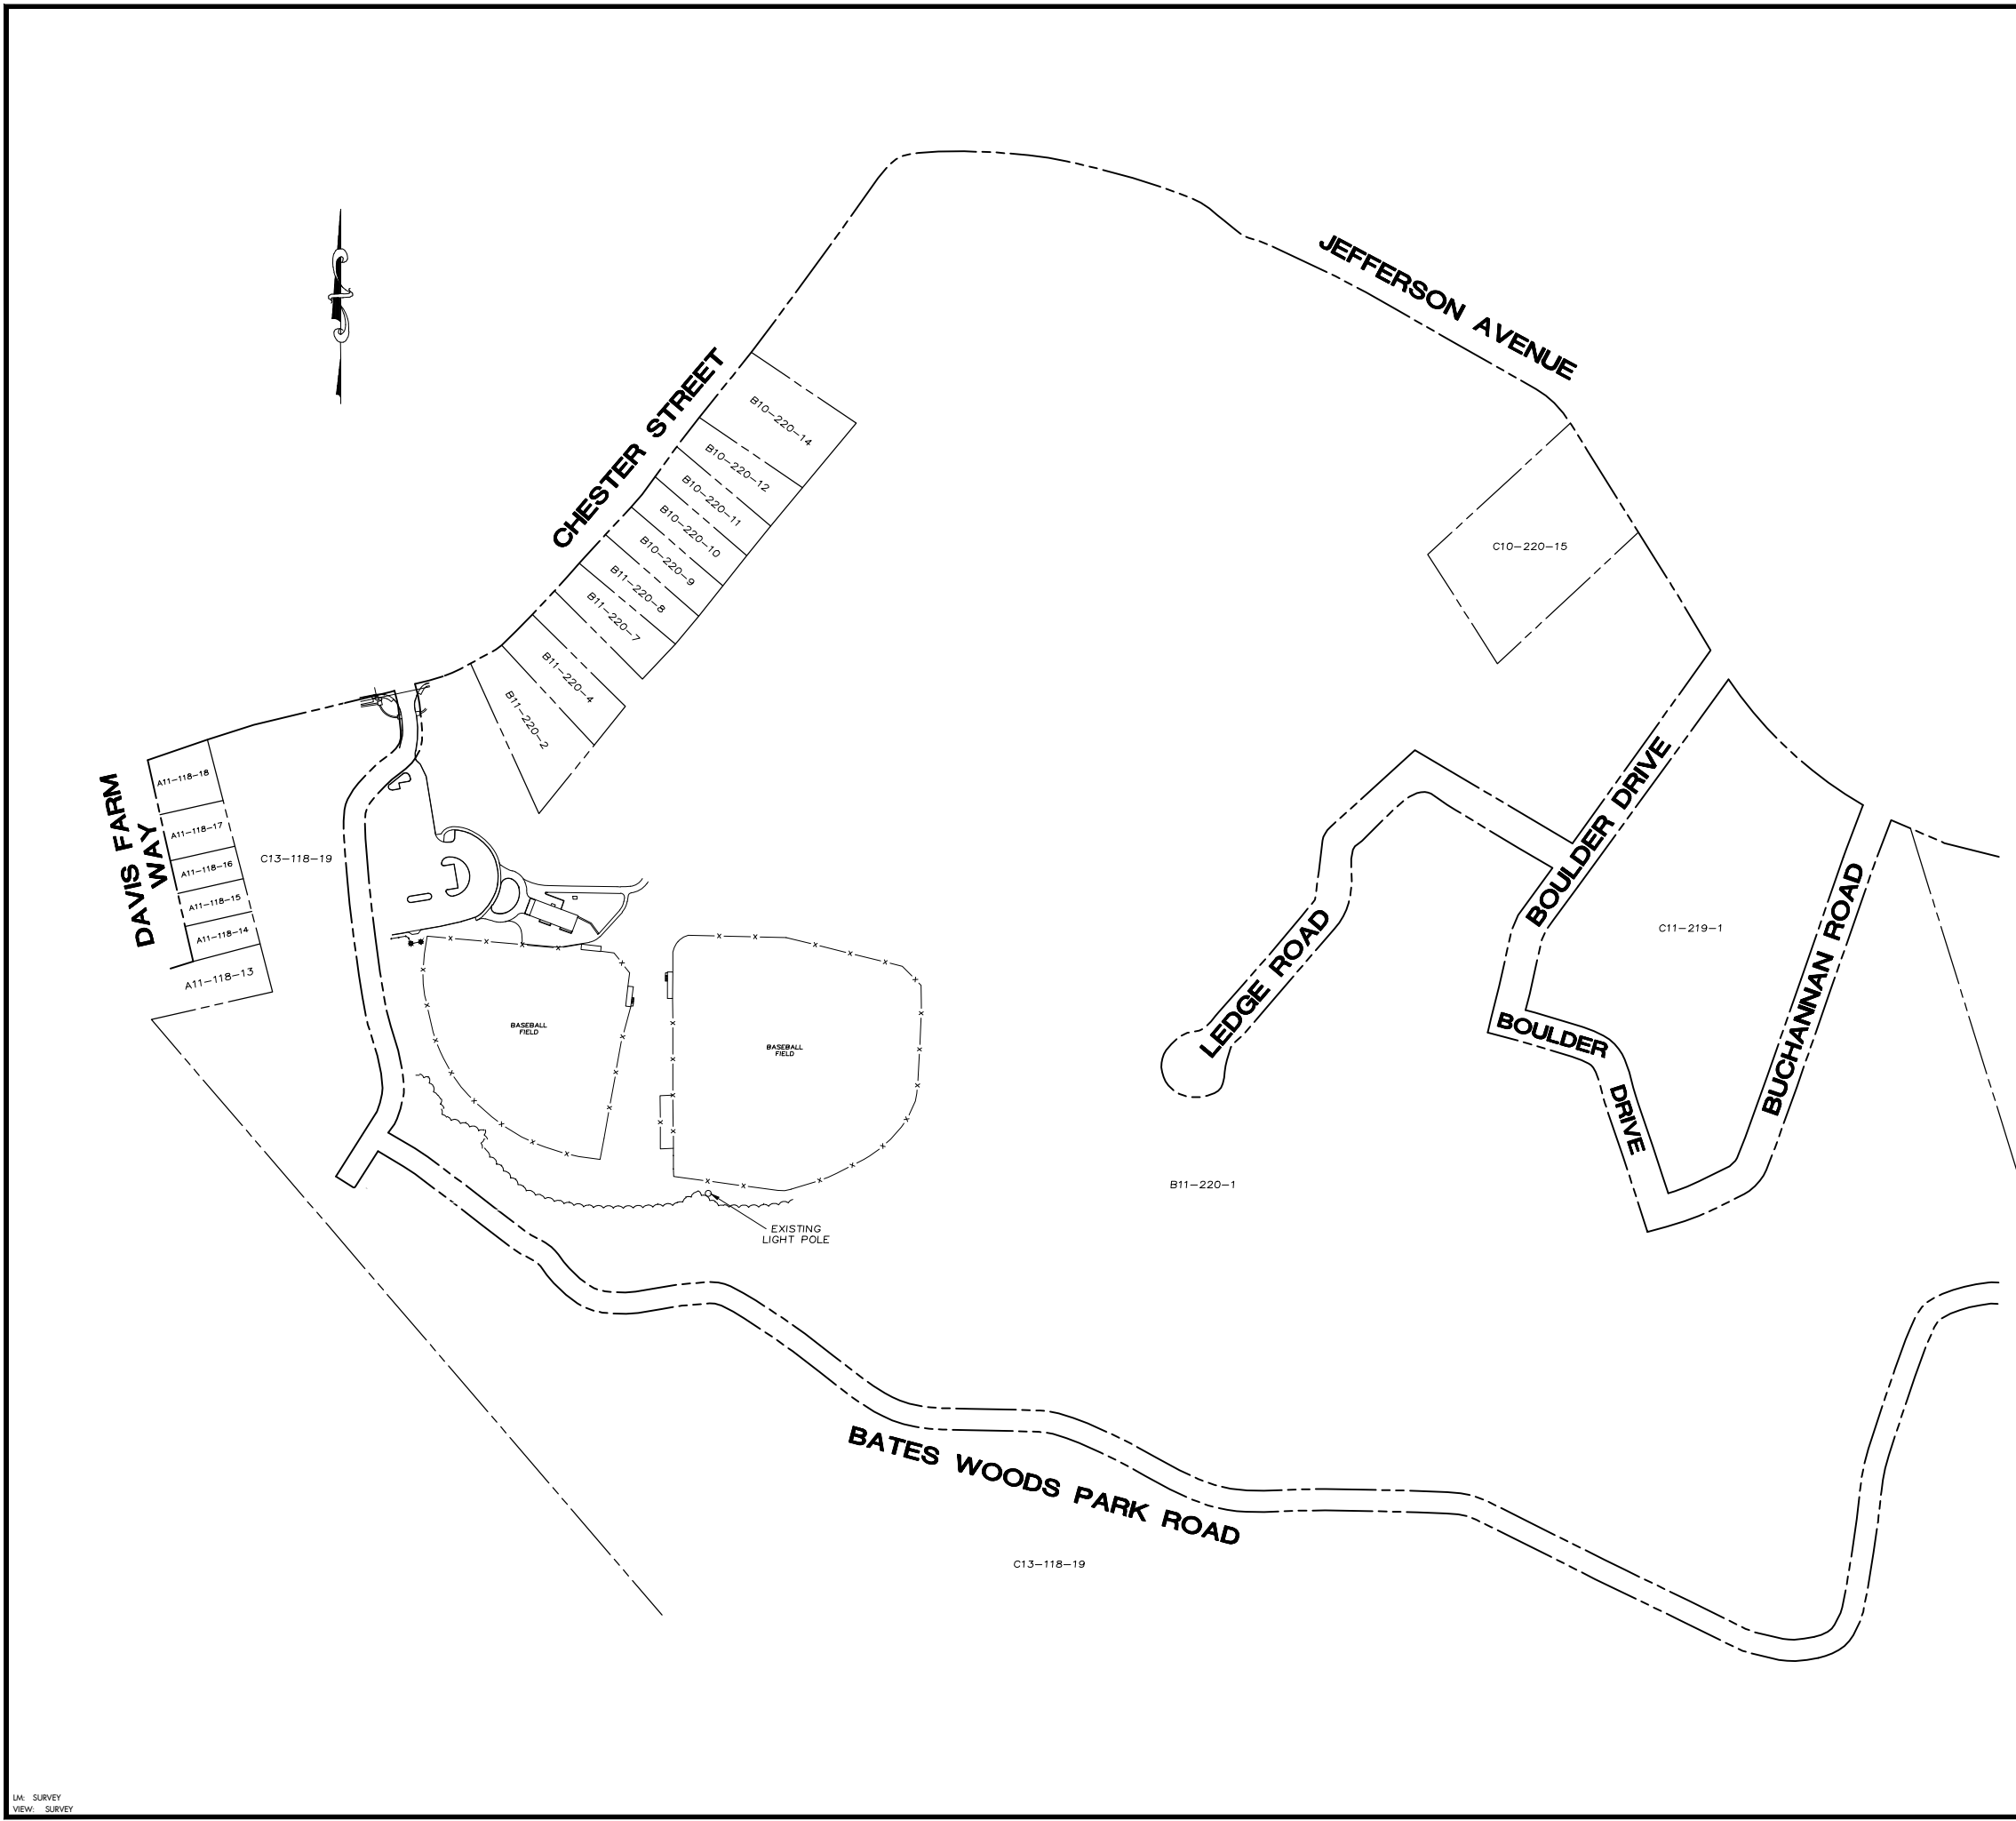 JEFFERSON AVENUE
CHESTER STREET
B10-220-14
B10-220-12
B10-220-11
B10-220-10
B10-220-9
B11-220-8
B11-220-7
B11-220-4
B11-220-2
C10-220-15
DAVIS FARM
WAY
A11-118-18
A11-118-17
A11-118-16
A11-118-15
A11-118-14
A11-118-13
C13-118-19
BOULDER DRIVE
LEDGE ROAD
C11-219-1
BUCHANNAN ROAD
BOULDER
DRIVE
BASEBALL
FIELD
BASEBALL
FIELD
B11-220-1
EXISTING
LIGHT POLE
BATES WOODS PARK ROAD
C13-118-19
LM: SURVEY
VIEW: SURVEY